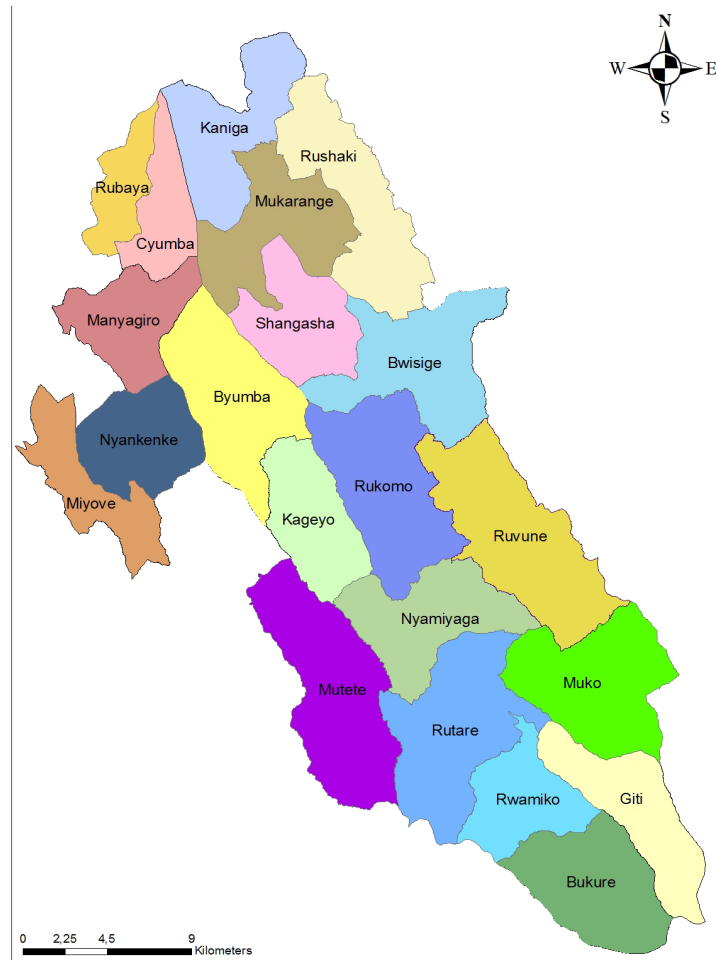 N
W E
S
Kaniga
Rushaki
Rubaya
Mukarange
Cyumba
Manyagiro
Shangasha
Bwisige
Byumba
Nyankenke
Rukomo
Miyove
Kageyo
Ruvune
Nyamiyaga
Muko
Mutete
Rutare
Rwamiko
Giti
Bukure
0 2,25 4,5 9
Kilometers